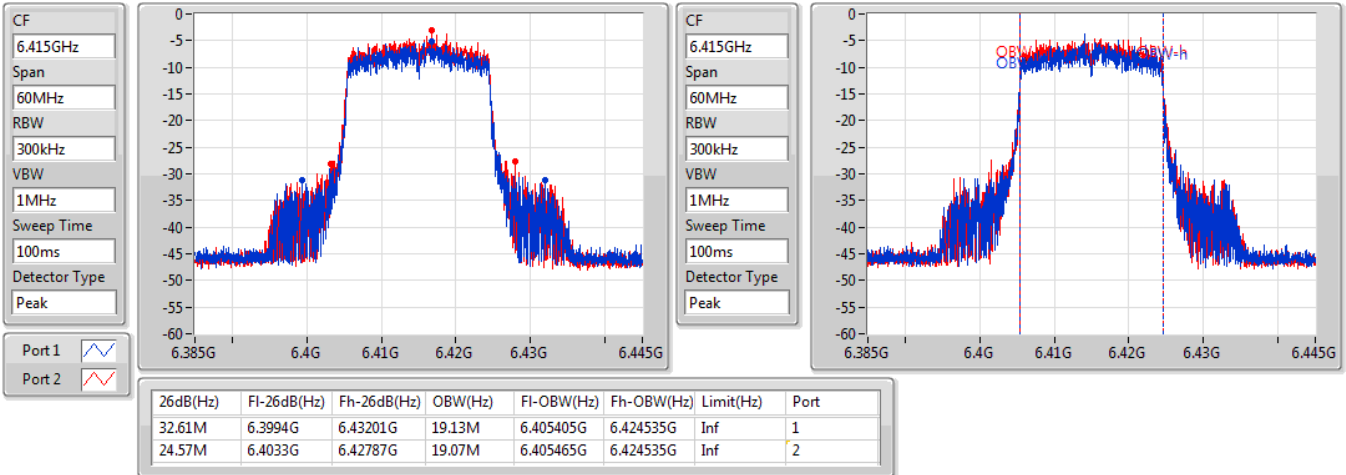 CF
6.415GHz
Span
60MHz
RBW
300kHz
VBW
1MHz
Sweep Time
100ms
Detector Type
Peak
0
-5
-10
-15
-20
-25
-30
-35
-40
-45
-50
-55
-60
6.385G 6.4G 6.41G 6.42G 6.43G 6.445G
CF
6.415GHz
Span
60MHz
RBW
300kHz
VBW
1MHz
Sweep Time
100ms
Detector Type
Peak
0
-5
-10
-15
-20
-25
-30
-35
-40
-45
-50
-55
-60
6.385G 6.4G 6.41G 6.42G 6.43G 6.445G
Port 1
Port 2
26dB(Hz) Fl-26dB(Hz) Fh-26dB(Hz) OBW(Hz) Fl-OBW(Hz) Fh-OBW(Hz) Limit(Hz) Port
32.61M 6.3994G 6.43201G 19.13M 6.405405G 6.424535G Inf 1
24.57M 6.4033G 6.42787G 19.07M 6.405465G 6.424535G Inf 2